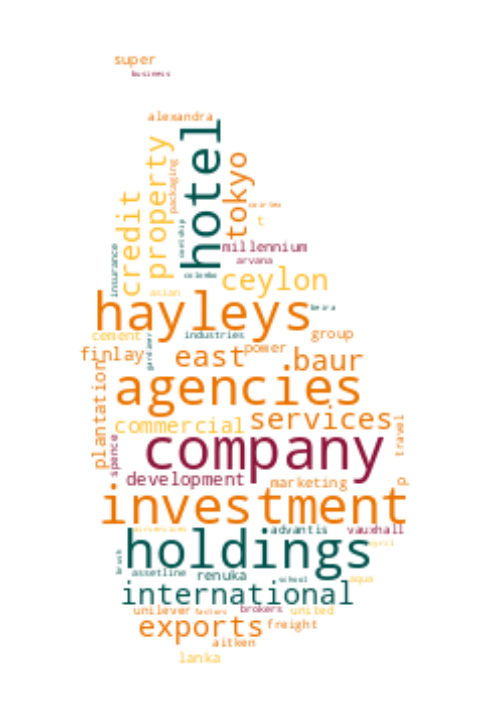 super
business
alexandra
hotel
property
packaging
tokyo
credit
t
millennium
arvana
insurance
colombo
ceylon
asian
hayleys
beira
cement
industries
group
gardiner
power
finlay
east
.baur
plantation
agencies
commercial
services
travel
company
spence
development
marketing
p
investment
advantis
vauxhall
april
holdings
brush
assetline
renuka
school
aqua
international
unilever
factors
brokers
united
exports
freight
aitken
lanka